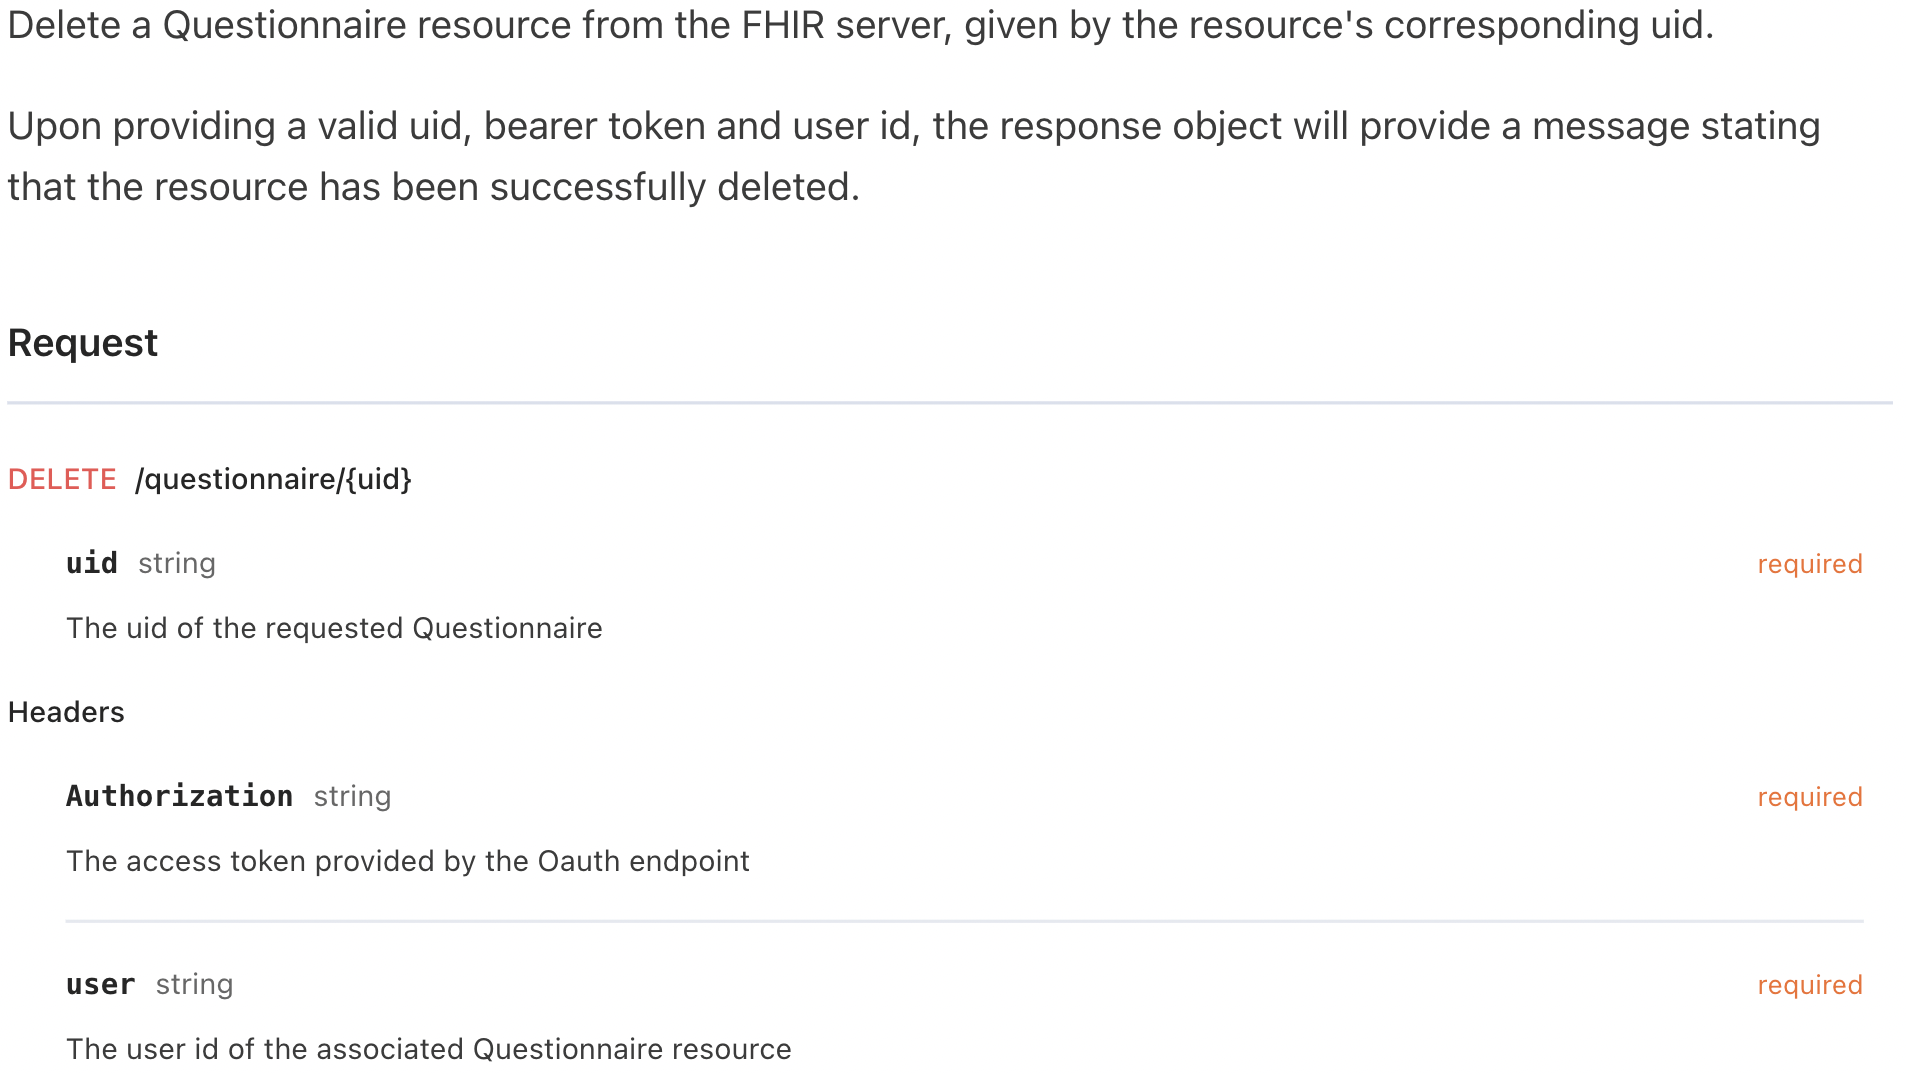 Delete a Questionnaire resource from the FHIR server, given by the resource's corresponding uid.
Upon providing a valid uid, bearer token and user id, the response object will provide a message stating
that the resource has been successfully deleted.
Request
DELETE /questionnaire/{uid}
uid string required
The uid of the requested Questionnaire
Headers
Authorization string required
The access token provided by the Oauth endpoint
user string required
The user id of the associated Questionnaire resource